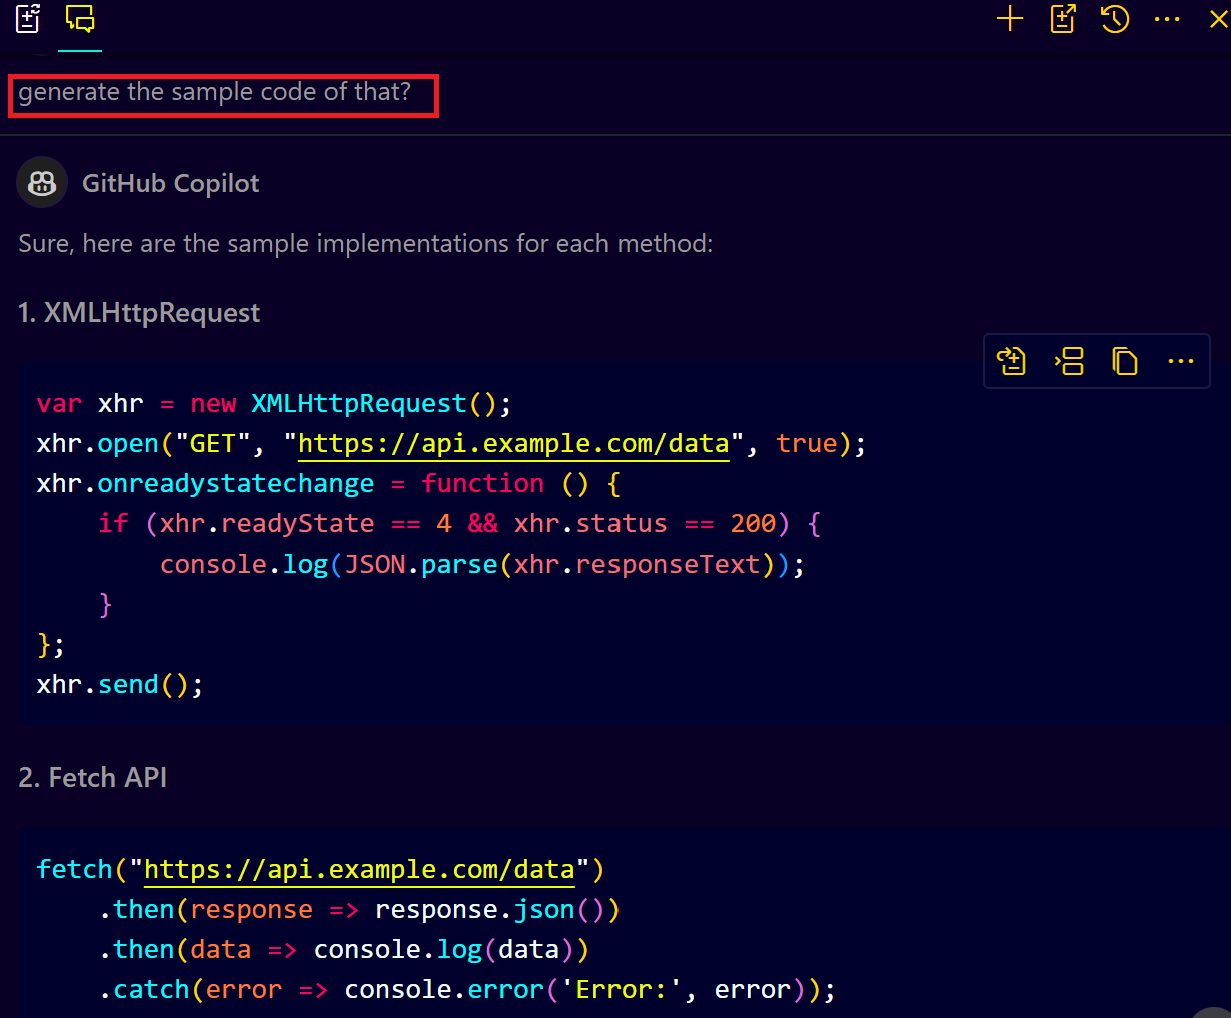 generate the sample code of that?
GitHub Copilot
Sure, here are the sample implementations for each method:
1. XMLHttpRequest
var xhr = new XMLHttpRequest();
xhr.open("GET", "https://api.example.com/data", true);
xhr.onreadystatechange = function () {
    if (xhr.readyState == 4 && xhr.status == 200) {
        console.log(JSON.parse(xhr.responseText));
    }
};
xhr.send();
2. Fetch API
fetch("https://api.example.com/data")
    .then(response => response.json())
    .then(data => console.log(data))
    .catch(error => console.error('Error:', error));